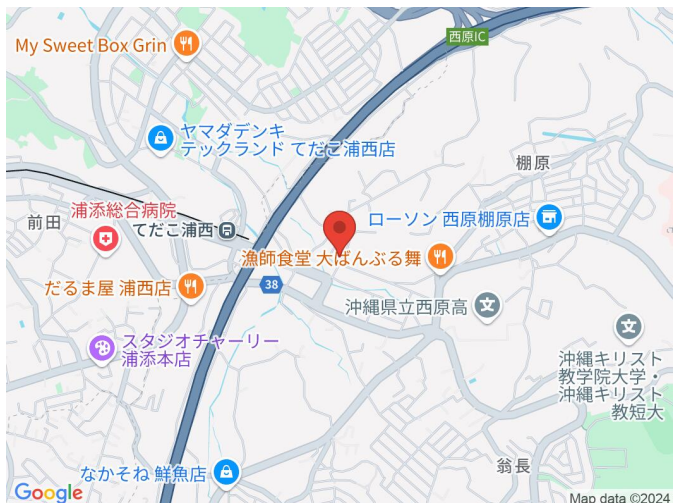 西原IC
My Sweet Box Grin
ヤマダデンキ
テックランド てだこ浦西店
棚原
浦添総合病院
前田
てだこ浦西
ローソン 西原棚原店
漁師食堂 大ばんぶる舞
だるま屋 浦西店
38
沖縄県立西原高
スタジオチャーリー
浦添本店
沖縄キリスト
教学院大学・
沖縄キリスト
教短大
翁長
なかそね 鮮魚店
Google
Map data ©2024